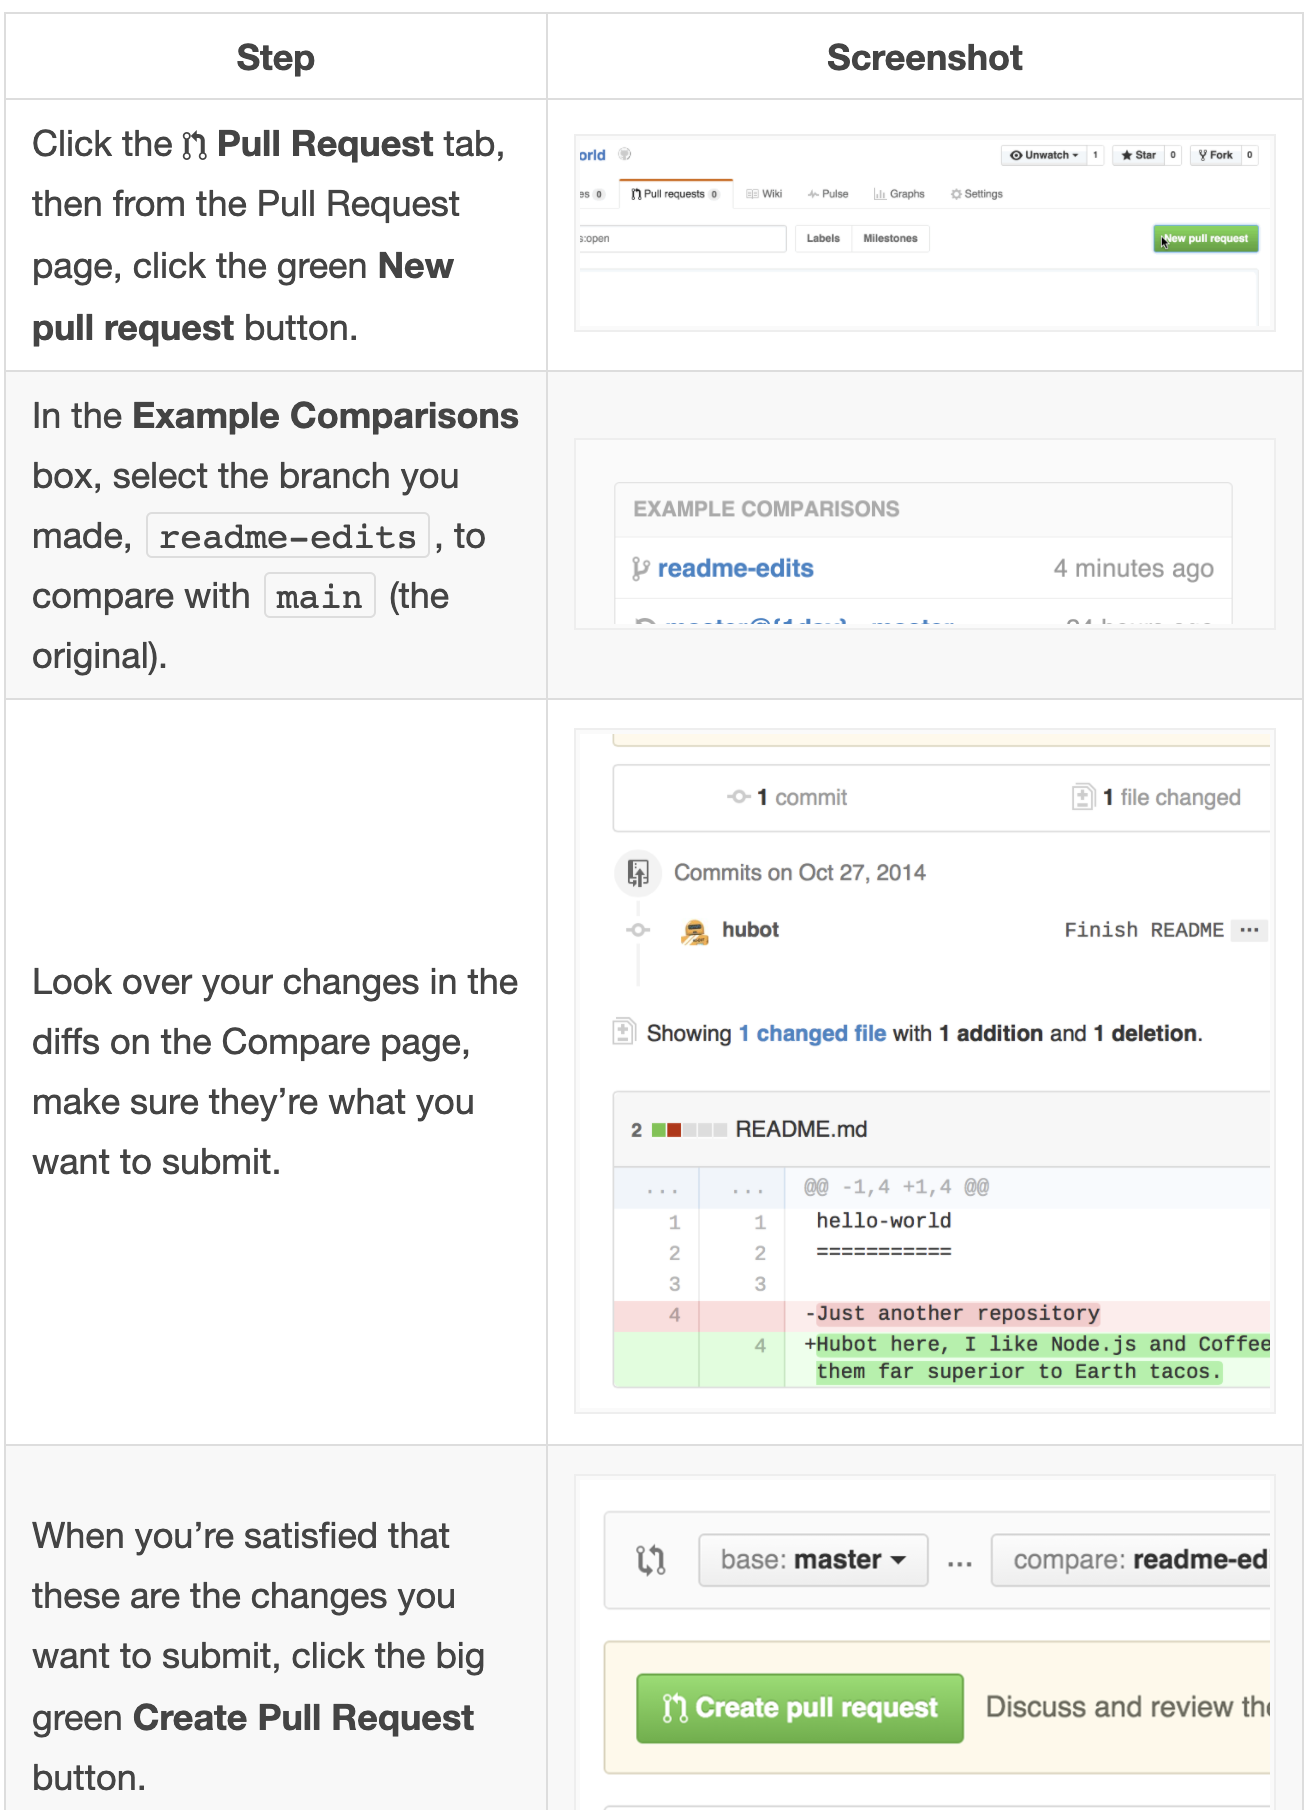 Step
Screenshot
Click the Pull Request tab,
then from the Pull Request
page, click the green New
pull request button.
orld
Unwatch 1
Star 0
Fork 0
es 0
Pull requests 0
Wiki
Pulse
Graphs
Settings
s:open
Labels
Milestones
New pull request
In the Example Comparisons
box, select the branch you
made, readme-edits, to
compare with main (the
original).
EXAMPLE COMPARISONS
readme-edits
4 minutes ago
Look over your changes in the
diffs on the Compare page,
make sure they’re what you
want to submit.
1 commit
1 file changed
Commits on Oct 27, 2014
hubot
Finish README ...
Showing 1 changed file with 1 addition and 1 deletion.
2 README.md
... ... @@ -1,4 +1,4 @@
1 1 hello-world
2 2 ===========
3 3
4 -Just another repository
4 +Hubot here, I like Node.js and Coffee
them far superior to Earth tacos.
When you’re satisfied that
these are the changes you
want to submit, click the big
green Create Pull Request
button.
base: master ... compare: readme-ed
Create pull request
Discuss and review the